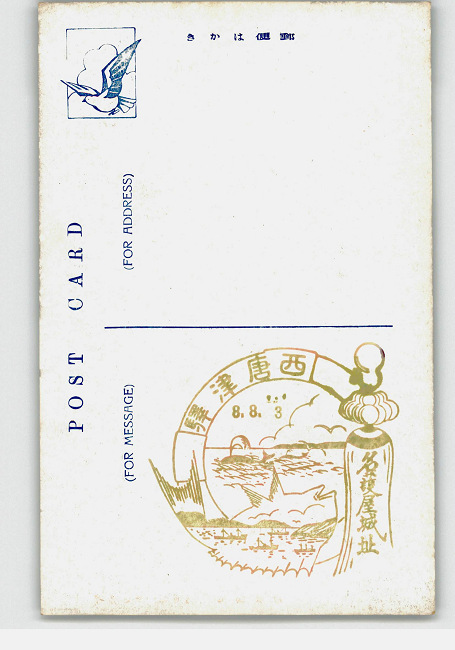 きかは便郵
POST CARD
(FOR ADDRESS)
(FOR MESSAGE)
驛津唐西
8.8.3
名護屋城址